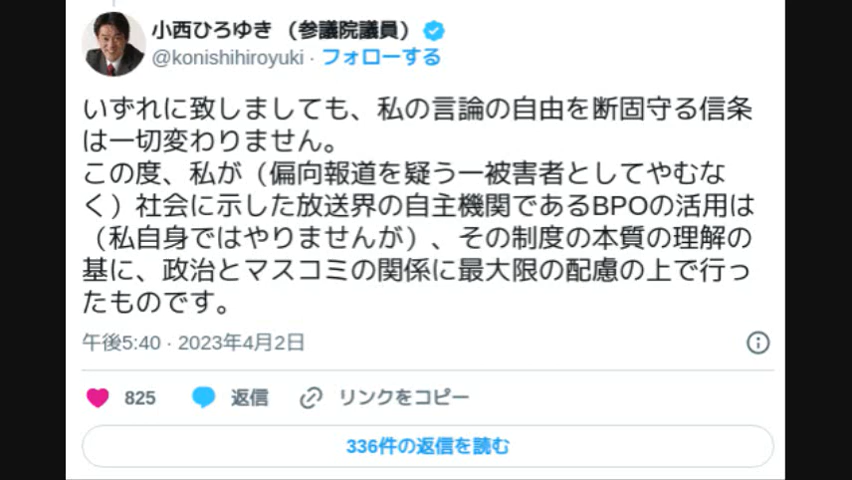 小西ひろゆき （参議院議員）
@konishihiroyuki · フォローする
いずれに致しましても、私の言論の自由を断固守る信条
は一切変わりません。
この度、私が（偏向報道を疑う一被害者としてやむな
く）社会に示した放送界の自主機関であるBPOの活用は
（私自身ではやりませんが）、その制度の本質の理解の
基に、政治とマスコミの関係に最大限の配慮の上で行っ
たものです。
午後5:40 · 2023年4月2日
825 返信 リンクをコピー
336件の返信を読む